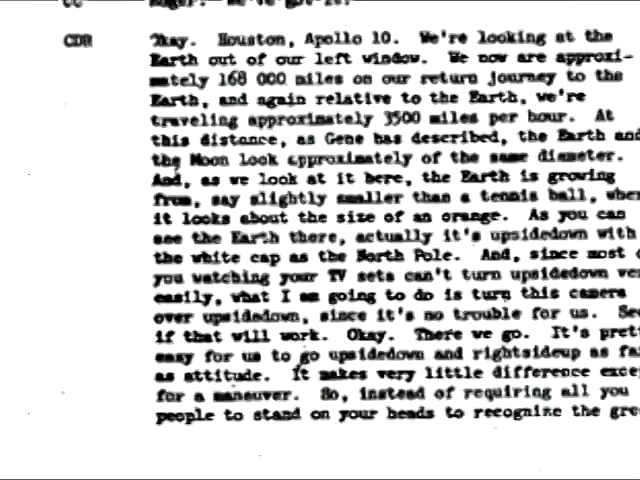 CDR Okay. Houston, Apollo 10. We're looking at the
Earth out of our left window. We now are approxi-
mately 168 000 miles on our return journey to the
Earth, and again relative to the Earth, we're
traveling approximately 3500 miles per hour. At
this distance, as Gene has described, the Earth and
the Moon look approximately of the same diameter.
And, as we look at it here, the Earth is growing
from, say slightly smaller than a tennis ball, wher
it looks about the size of an orange. As you can
see the Earth there, actually it's upsidedown with
the white cap as the North Pole. And, since most o
you watching your TV sets can't turn upsidedown ver
easily, what I am going to do is turn this camera
over upsidedown, since it's no trouble for us. See
if that will work. Okay. There we go. It's prett
easy for us to go upsidedown and rightsideup as fa
as attitude. It makes very little difference excep
for a maneuver. So, instead of requiring all you
people to stand on your heads to recognize the gre